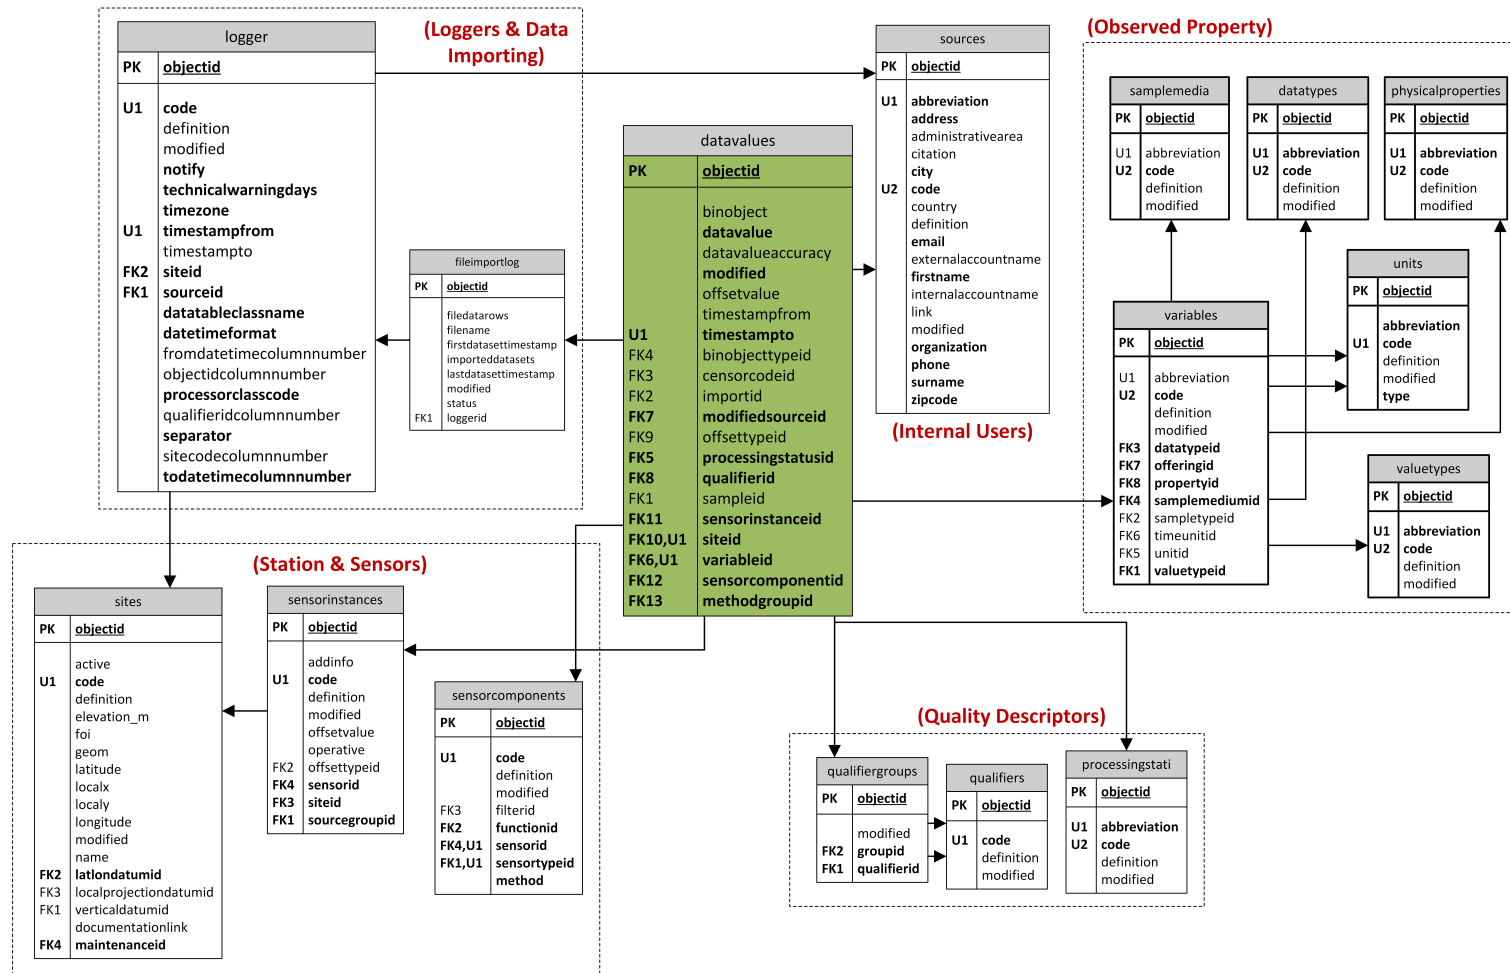 (Loggers & Data
Importing)
logger
PK objectid
U1 code
definition
modified
notify
technicalwarningdays
timezone
U1 timestampfrom
timestampto
FK2 siteid
FK1 sourceid
datatableclassname
datetimeformat
fromdatetimecolumnnumber
objectidcolumnnumber
processorclasscode
qualifieridcolumnnumber
separator
sitecodecolumnnumber
todatetimecolumnnumber
fileimportlog
PK objectid
filedatarows
filename
firstdatasettimestamp
importeddatasets
lastdatasettimestamp
modified
status
FK1 loggerid
datavalues
PK objectid
binobject
datavalue
datavalueaccuracy
modified
offsetvalue
timestampfrom
U1 timestampto
FK4 binobjecttypeid
FK3 censorcodeid
FK2 importid
FK7 modifiedsourceid
FK9 offsettypeid
FK5 processingstatusid
FK8 qualifierid
FK1 sampleid
FK11 sensorinstanceid
FK10,U1 siteid
FK6,U1 variableid
FK12 sensorcomponentid
FK13 methodgroupid
sources
PK objectid
U1 abbreviation
address
administrativearea
citation
city
U2 code
country
definition
email
externalaccountname
firstname
internalaccountname
link
modified
organization
phone
surname
zipcode
(Internal Users)
(Observed Property)
samplemedia
PK objectid
U1 abbreviation
U2 code
definition
modified
datatypes
PK objectid
U1 abbreviation
U2 code
definition
modified
physicalproperties
PK objectid
U1 abbreviation
U2 code
definition
modified
units
PK objectid
abbreviation
U1 code
definition
modified
type
variables
PK objectid
U1 abbreviation
U2 code
definition
modified
FK3 datatypeid
FK7 offeringid
FK8 propertyid
FK4 samplemediumid
FK2 sampletypeid
FK6 timeunitid
FK5 unitid
FK1 valuetypeid
valuetypes
PK objectid
U1 abbreviation
U2 code
definition
modified
(Station & Sensors)
sites
PK objectid
active
U1 code
definition
elevation_m
foi
geom
latitude
localx
localy
longitude
modified
name
FK2 latlondatumid
FK3 localprojectiondatumid
FK1 verticaldatumid
documentationlink
FK4 maintenanceid
sensorinstances
PK objectid
addinfo
U1 code
definition
modified
offsetvalue
operative
FK2 offsettypeid
FK4 sensorid
FK3 siteid
FK1 sourcegroupid
sensorcomponents
PK objectid
U1 code
definition
modified
FK3 filterid
FK2 functionid
FK4,U1 sensorid
FK1,U1 sensortypeid
method
(Quality Descriptors)
qualifiergroups
PK objectid
modified
FK2 groupid
FK1 qualifierid
qualifiers
PK objectid
U1 code
definition
modified
processingstati
PK objectid
U1 abbreviation
U2 code
definition
modified